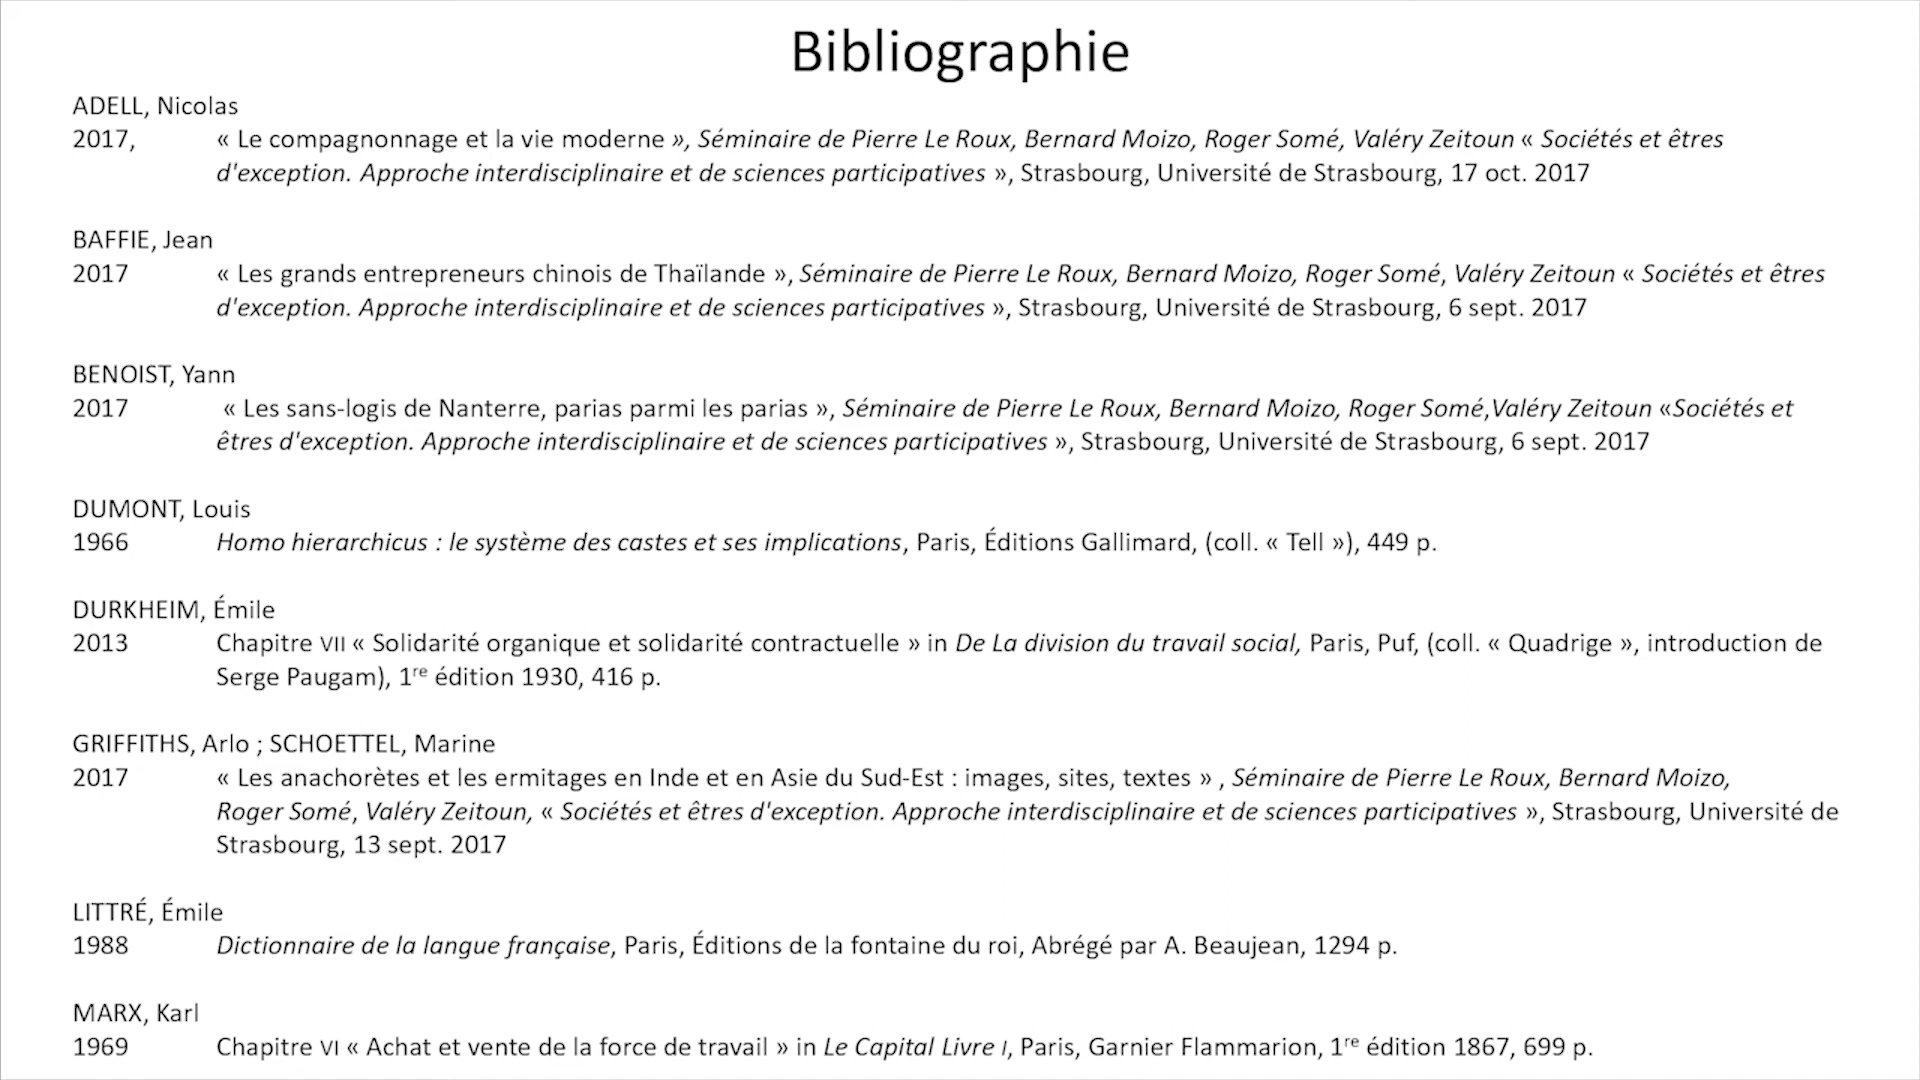 Bibliographie
ADELL, Nicolas
2017, « Le compagnonnage et la vie moderne », Séminaire de Pierre Le Roux, Bernard Moizo, Roger Somé, Valéry Zeitoun « Sociétés et êtres
d'exception. Approche interdisciplinaire et de sciences participatives », Strasbourg, Université de Strasbourg, 17 oct. 2017
BAFFIE, Jean
2017 « Les grands entrepreneurs chinois de Thaïlande », Séminaire de Pierre Le Roux, Bernard Moizo, Roger Somé, Valéry Zeitoun « Sociétés et êtres
d'exception. Approche interdisciplinaire et de sciences participatives », Strasbourg, Université de Strasbourg, 6 sept. 2017
BENOIST, Yann
2017 « Les sans-logis de Nanterre, parias parmi les parias », Séminaire de Pierre Le Roux, Bernard Moizo, Roger Somé,Valéry Zeitoun «Sociétés et
êtres d'exception. Approche interdisciplinaire et de sciences participatives », Strasbourg, Université de Strasbourg, 6 sept. 2017
DUMONT, Louis
1966 Homo hierarchicus : le système des castes et ses implications, Paris, Éditions Gallimard, (coll. « Tell »), 449 p.
DURKHEIM, Émile
2013 Chapitre VII « Solidarité organique et solidarité contractuelle » in De La division du travail social, Paris, Puf, (coll. « Quadrige », introduction de
Serge Paugam), 1re édition 1930, 416 p.
GRIFFITHS, Arlo ; SCHOETTEL, Marine
2017 « Les anachorètes et les ermitages en Inde et en Asie du Sud-Est : images, sites, textes » , Séminaire de Pierre Le Roux, Bernard Moizo,
Roger Somé, Valéry Zeitoun, « Sociétés et êtres d'exception. Approche interdisciplinaire et de sciences participatives », Strasbourg, Université de
Strasbourg, 13 sept. 2017
LITTRÉ, Émile
1988 Dictionnaire de la langue française, Paris, Éditions de la fontaine du roi, Abrégé par A. Beaujean, 1294 p.
MARX, Karl
1969 Chapitre VI « Achat et vente de la force de travail » in Le Capital Livre I, Paris, Garnier Flammarion, 1re édition 1867, 699 p.